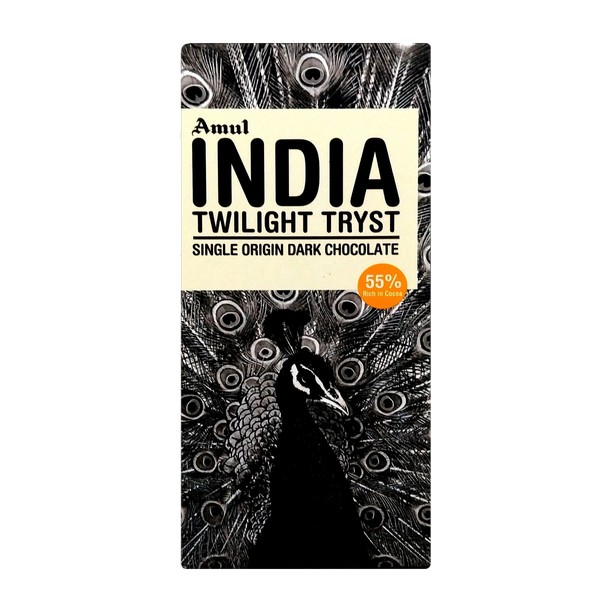 Amul
INDIA
TWILIGHT TRYST
SINGLE ORIGIN DARK CHOCOLATE
55%
Rich in Cocoa